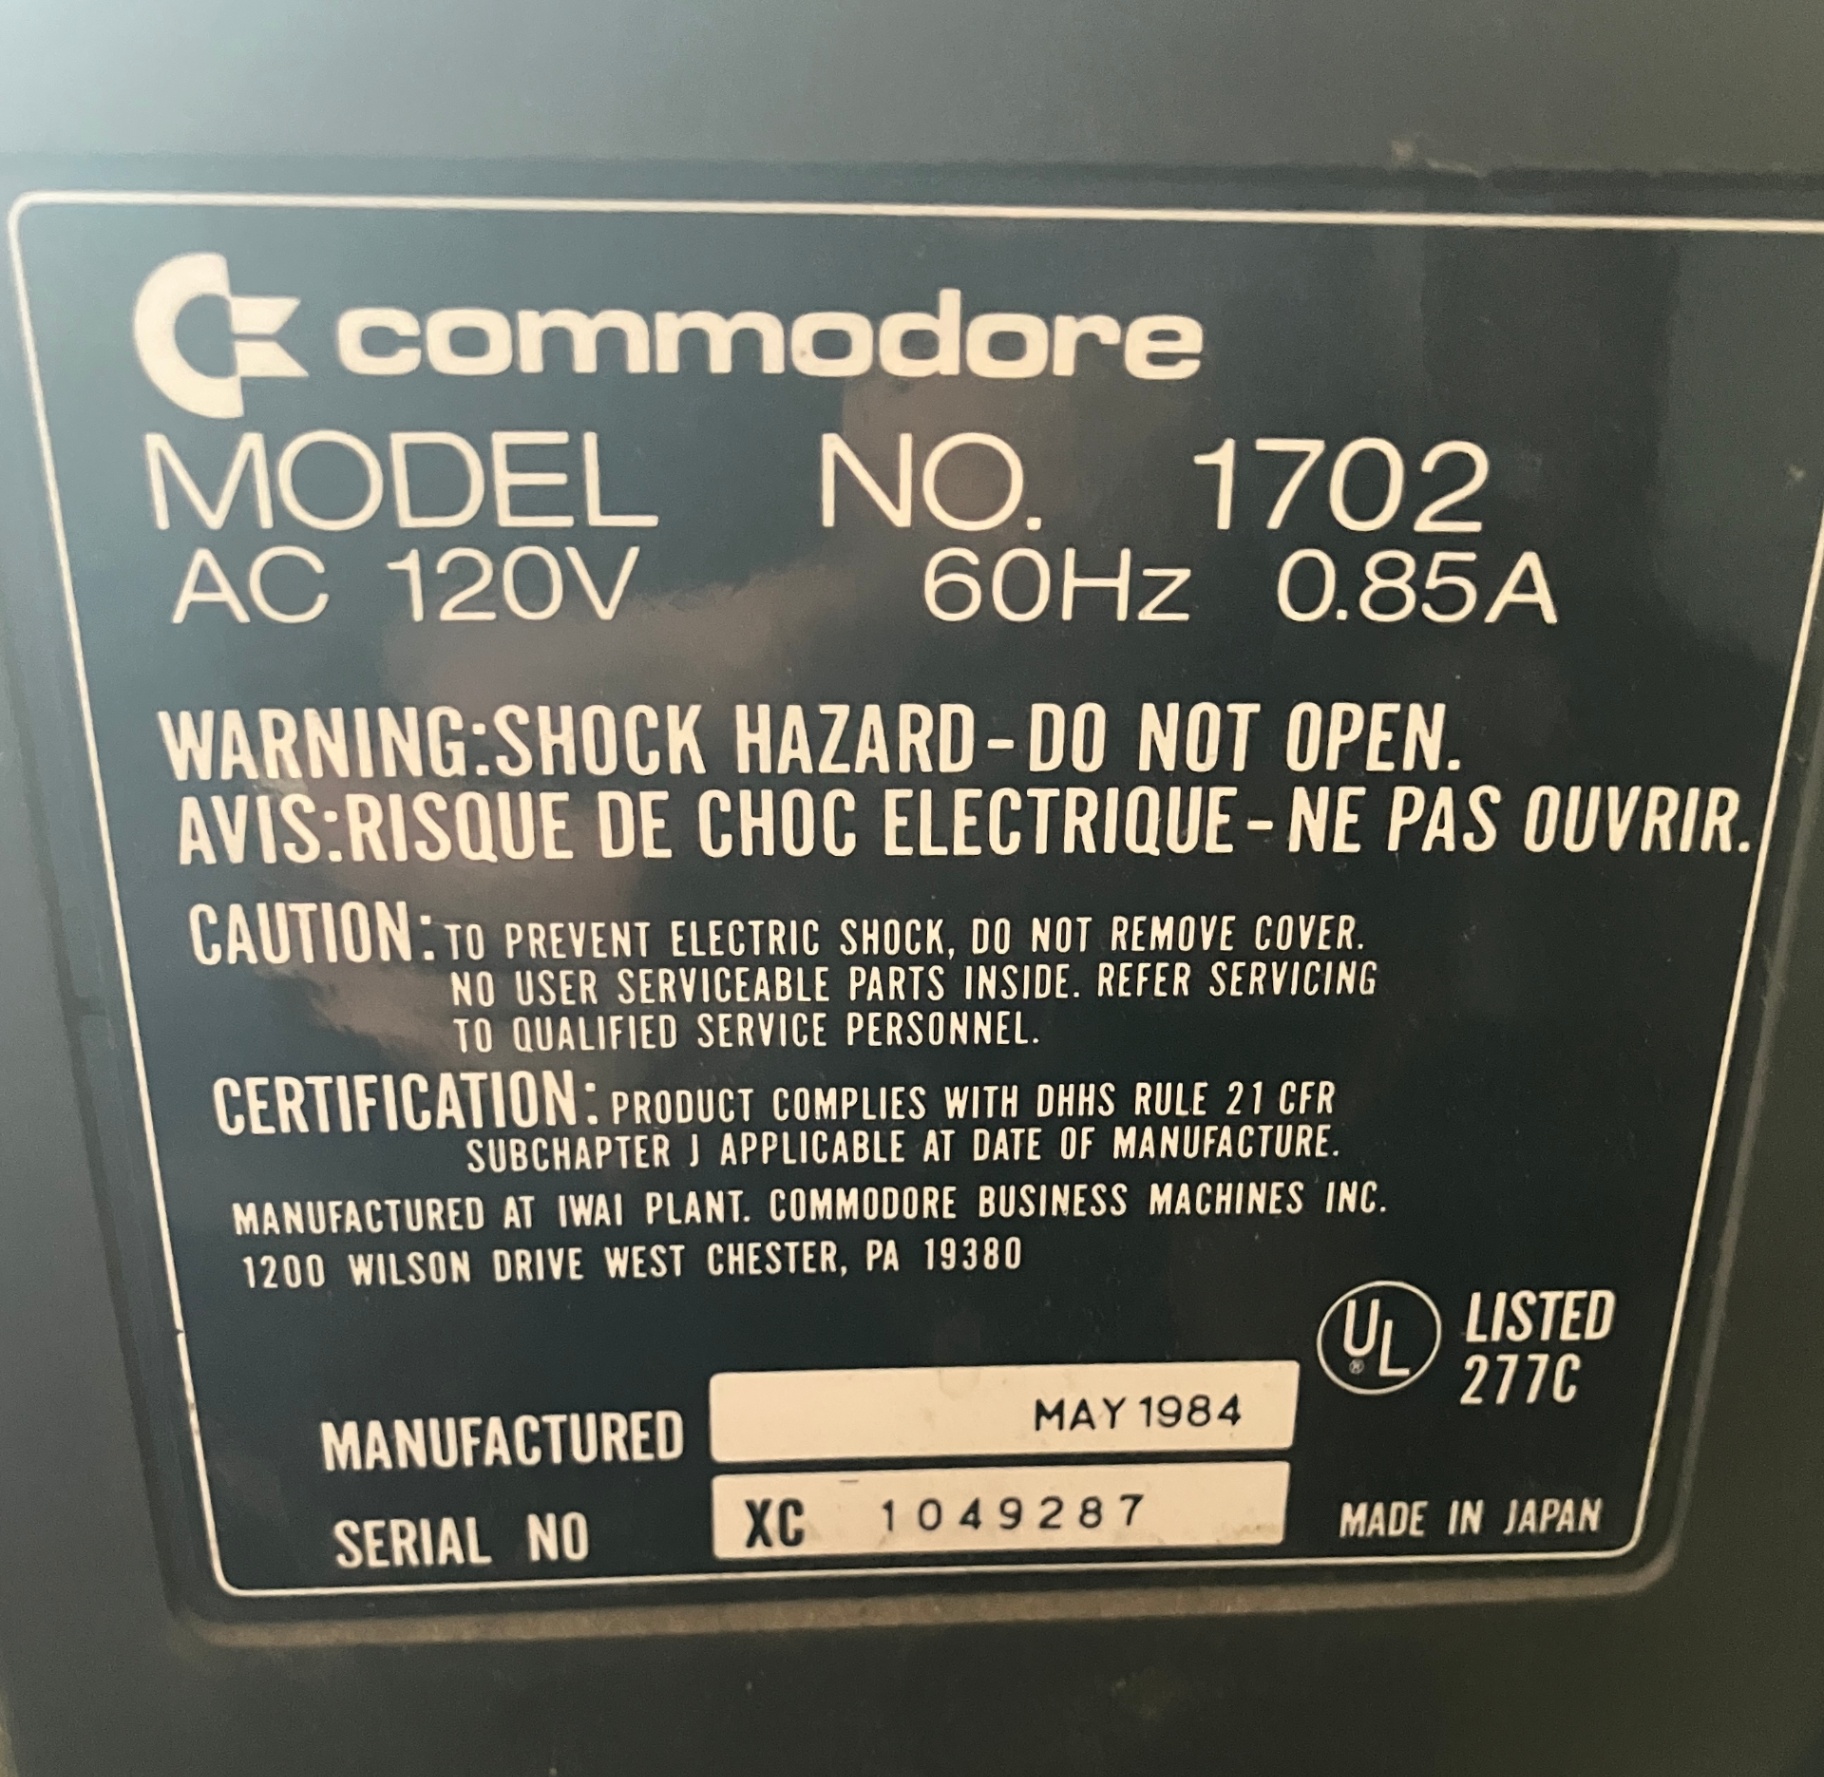 commodore
MODEL NO. 1702
AC 120V 60Hz 0.85A
WARNING:SHOCK HAZARD-DO NOT OPEN.
AVIS:RISQUE DE CHOC ELECTRIQUE-NE PAS OUVRIR.
CAUTION: TO PREVENT ELECTRIC SHOCK, DO NOT REMOVE COVER.
NO USER SERVICEABLE PARTS INSIDE. REFER SERVICING
TO QUALIFIED SERVICE PERSONNEL.
CERTIFICATION: PRODUCT COMPLIES WITH DHHS RULE 21 CFR
SUBCHAPTER J APPLICABLE AT DATE OF MANUFACTURE.
MANUFACTURED AT IWAI PLANT. COMMODORE BUSINESS MACHINES INC.
1200 WILSON DRIVE WEST CHESTER, PA 19380
UL® LISTED
277C
MANUFACTURED MAY 1984
SERIAL NO XC 1049287
MADE IN JAPAN